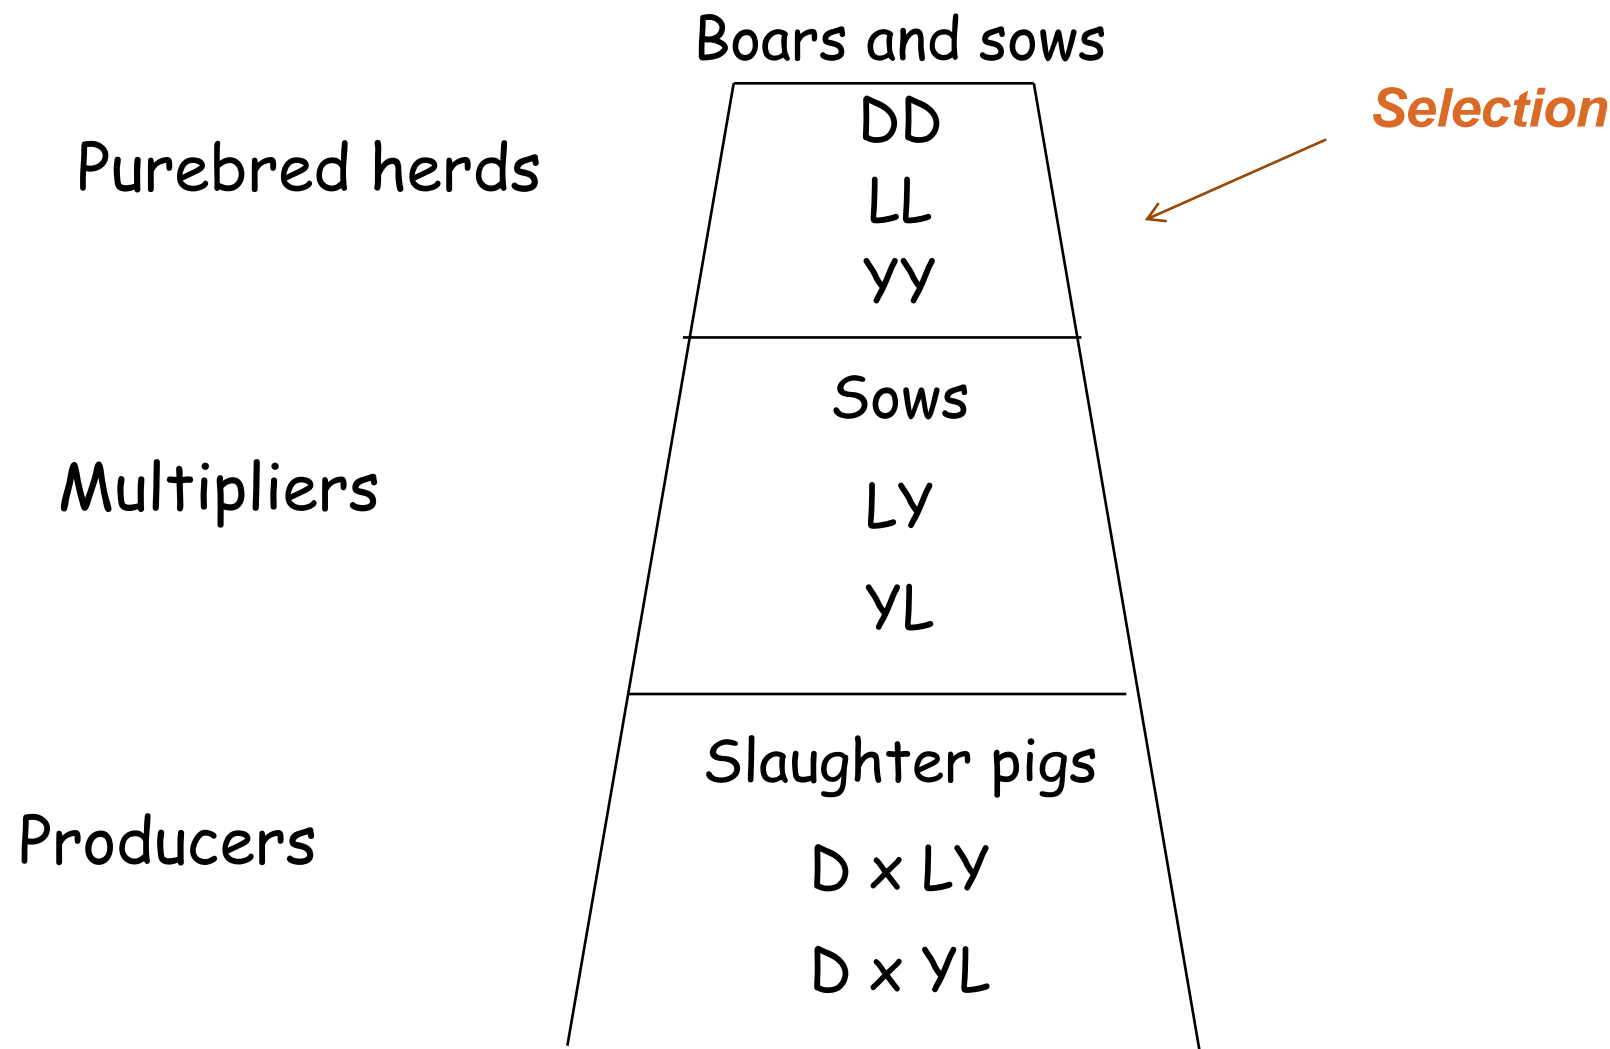 Boars and sows
Selection
Purebred herds
DD
LL
YY
Sows
Multipliers
LY
YL
Slaughter pigs
Producers
D x LY
D x YL